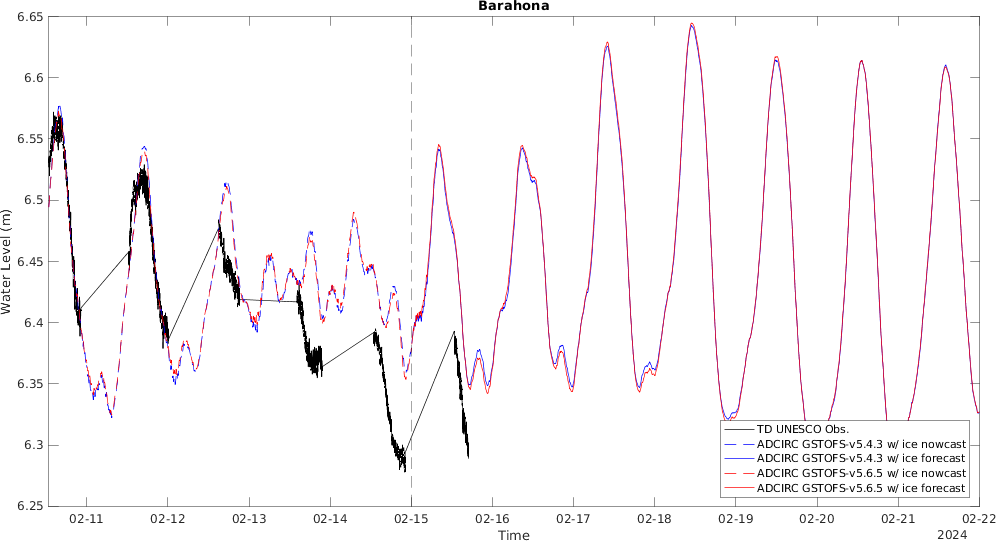 Barahona
Water Level (m)
6.65
6.6
6.55
6.5
6.45
6.4
6.35
6.3
6.25
TD UNESCO Obs.
ADCIRC GSTOFS-v5.4.3 w/ ice nowcast
ADCIRC GSTOFS-v5.4.3 w/ ice forecast
ADCIRC GSTOFS-v5.6.5 w/ ice nowcast
ADCIRC GSTOFS-v5.6.5 w/ ice forecast
02-11 02-12 02-13 02-14 02-15 02-16 02-17 02-18 02-19 02-20 02-21 02-22
Time
2024